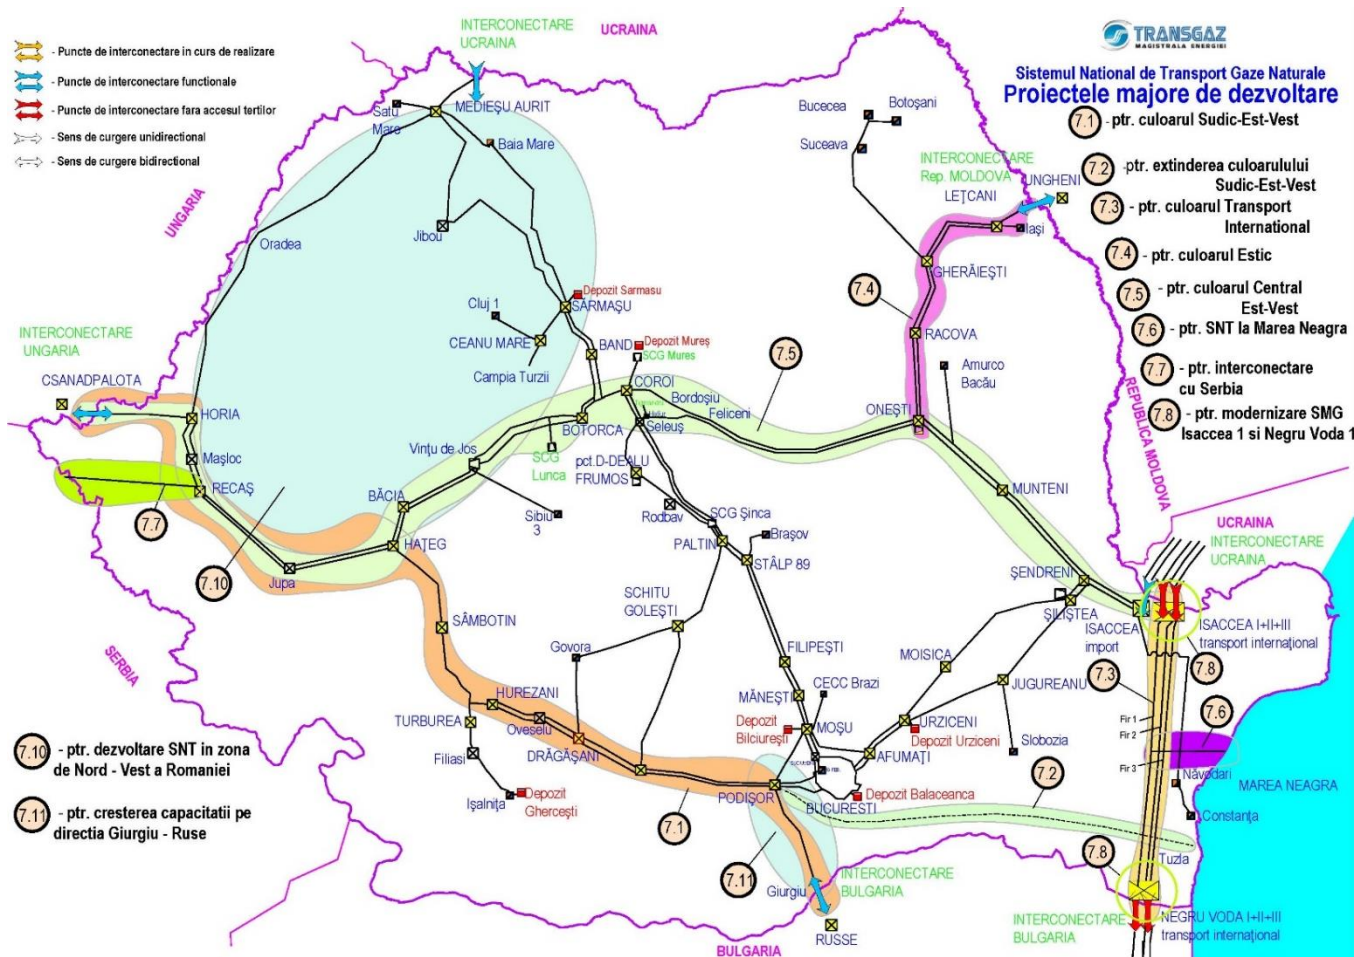 TRANSGAZ
MAGISTRALA ENERGIEI
Sistemul National de Transport Gaze Naturale
Proiectele majore de dezvoltare
- Puncte de interconectare in curs de realizare
- Puncte de interconectare functionale
- Puncte de interconectare fara accesul tertilor
- Sens de curgere unidirectional
- Sens de curgere bidirectional
7.1 - ptr. culoarul Sudic-Est-Vest
7.2 -ptr. extinderea culoarulului
Sudic-Est-Vest
7.3 - ptr. culoarul Transport
International
7.4 - ptr. culoarul Estic
7.5 - ptr. culoarul Central
Est-Vest
7.6 - ptr. SNT la Marea Neagra
7.7 - ptr. interconectare
cu Serbia
7.8 - ptr. modernizare SMG
Isaccea 1 si Negru Voda 1
INTERCONECTARE
UCRAINA
UCRAINA
UNGARIA
Satu
Mare
MEDIEŞU AURIT
Baia Mare
Bucecea
Botoşani
Suceava
INTERCONECTARE
Rep. MOLDOVA
UNGHENI
LEŢCANI
Iaşi
Oradea
Jibou
GHERĂIEŞTI
7.4
Cluj 1
Depozit Sarmasu
SĂRMAŞU
RACOVA
INTERCONECTARE
UNGARIA
CEANU MARE
BAND
Depozit Mureş
SCG Mures
7.5
Campia Turzii
Amurco
Bacău
CSANADPALOTA
COROI
Bordoşiu
Feliceni
REPUBLICA MOLDOVA
HORIA
BOTORCA
Seleuş
ONEŞTI
Maşloc
Vinţu de Jos
SCG
Lunca
pct.D-DEALU
FRUMOS
RECAŞ
BĂCIA
MUNTENI
7.7
Sibiu
3
Rodbav
SCG Şinca
HAŢEG
PALTIN
Braşov
UCRAINA
INTERCONECTARE
UCRAINA
Jupa
7.10
STÂLP 89
ŞENDRENI
SCHITU
GOLEŞTI
ŞILIŞTEA
ISACCEA
import
ISACCEA I+II+III
transport internaţional
SÂMBOTIN
SERBIA
Govora
FILIPEŞTI
MOISICA
7.8
7.3
HUREZANI
MĂNEŞTI
CECC Brazi
JUGUREANU
7.6
TURBUREA
Oveselu
Depozit
Bilciureşti
MOŞU
URZICENI
Depozit Urziceni
Fir 1
Fir 2
Fir 3
DRĂGĂŞANI
Filiasi
AFUMAŢI
Slobozia
Năvodari
MAREA NEAGRA
7.10 - ptr. dezvoltare SNT in zona
de Nord - Vest a Romaniei
Işalniţa
Depozit
Gherceşti
PODIŞOR
BUCURESTI
Depozit Balaceanca
7.2
Constanţa
7.11 - ptr. cresterea capacitatii pe
directia Giurgiu - Ruse
7.1
7.8
Tuzla
7.11
Giurgiu
INTERCONECTARE
BULGARIA
RUSSE
BULGARIA
INTERCONECTARE
BULGARIA
NEGRU VODA I+II+III
transport internaţional